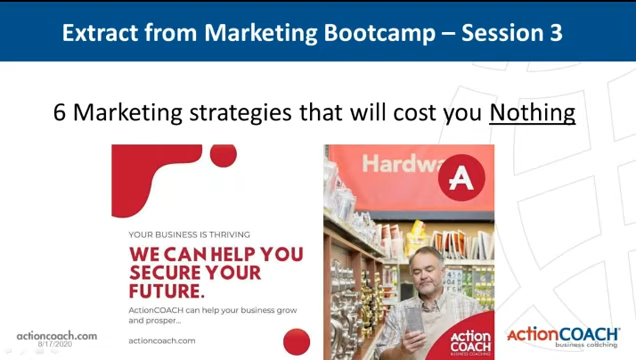 Extract from Marketing Bootcamp – Session 3
6 Marketing strategies that will cost you Nothing
YOUR BUSINESS IS THRIVING
WE CAN HELP YOU
SECURE YOUR
FUTURE.
ActionCOACH can help your business grow
and prosper...
actioncoach.com
Hardwa
A
ACTION
COACH
BUSINESS COACHING
actioncoach.com
8/17/2020
ActionCOACH
business coaching